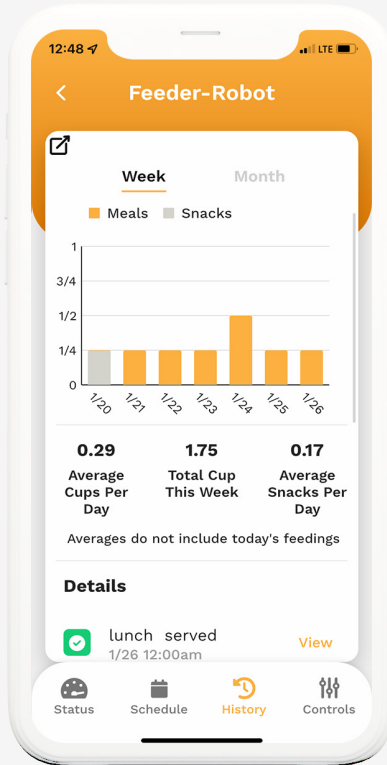 12:48
LTE
Feeder-Robot
Week Month
Meals Snacks
1
3/4
1/2
1/4
0
1/20 1/21 1/22 1/23 1/24 1/25 1/26
0.29 1.75 0.17
Average Total Cup Average
Cups Per This Week Snacks Per
Day Day
Averages do not include today's feedings
Details
lunch served
1/26 12:00am
View
Status Schedule History Controls